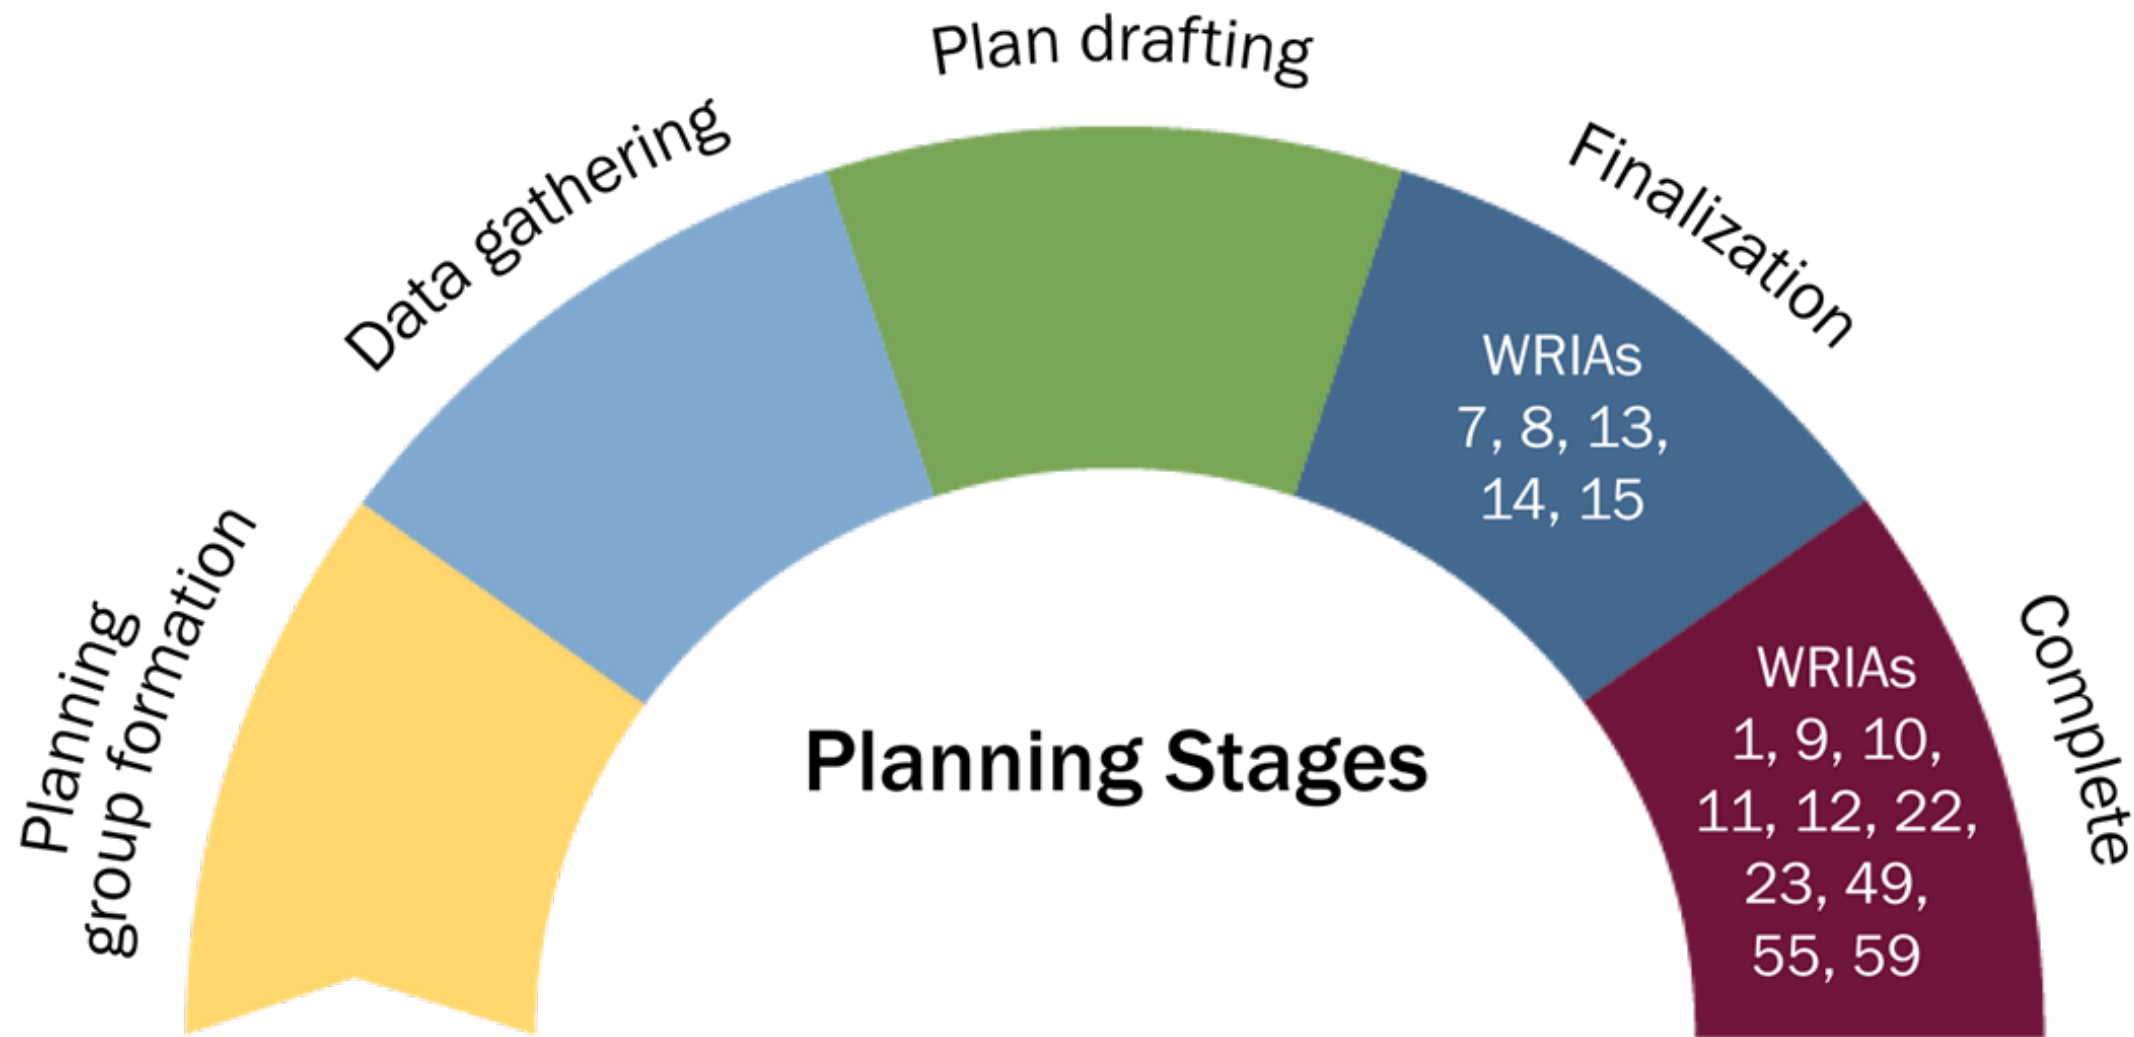 Planning
group formation
Data gathering
Plan drafting
Finalization
WRIAs
7, 8, 13,
14, 15
Complete
WRIAs
1, 9, 10,
11, 12, 22,
23, 49,
55, 59
Planning Stages